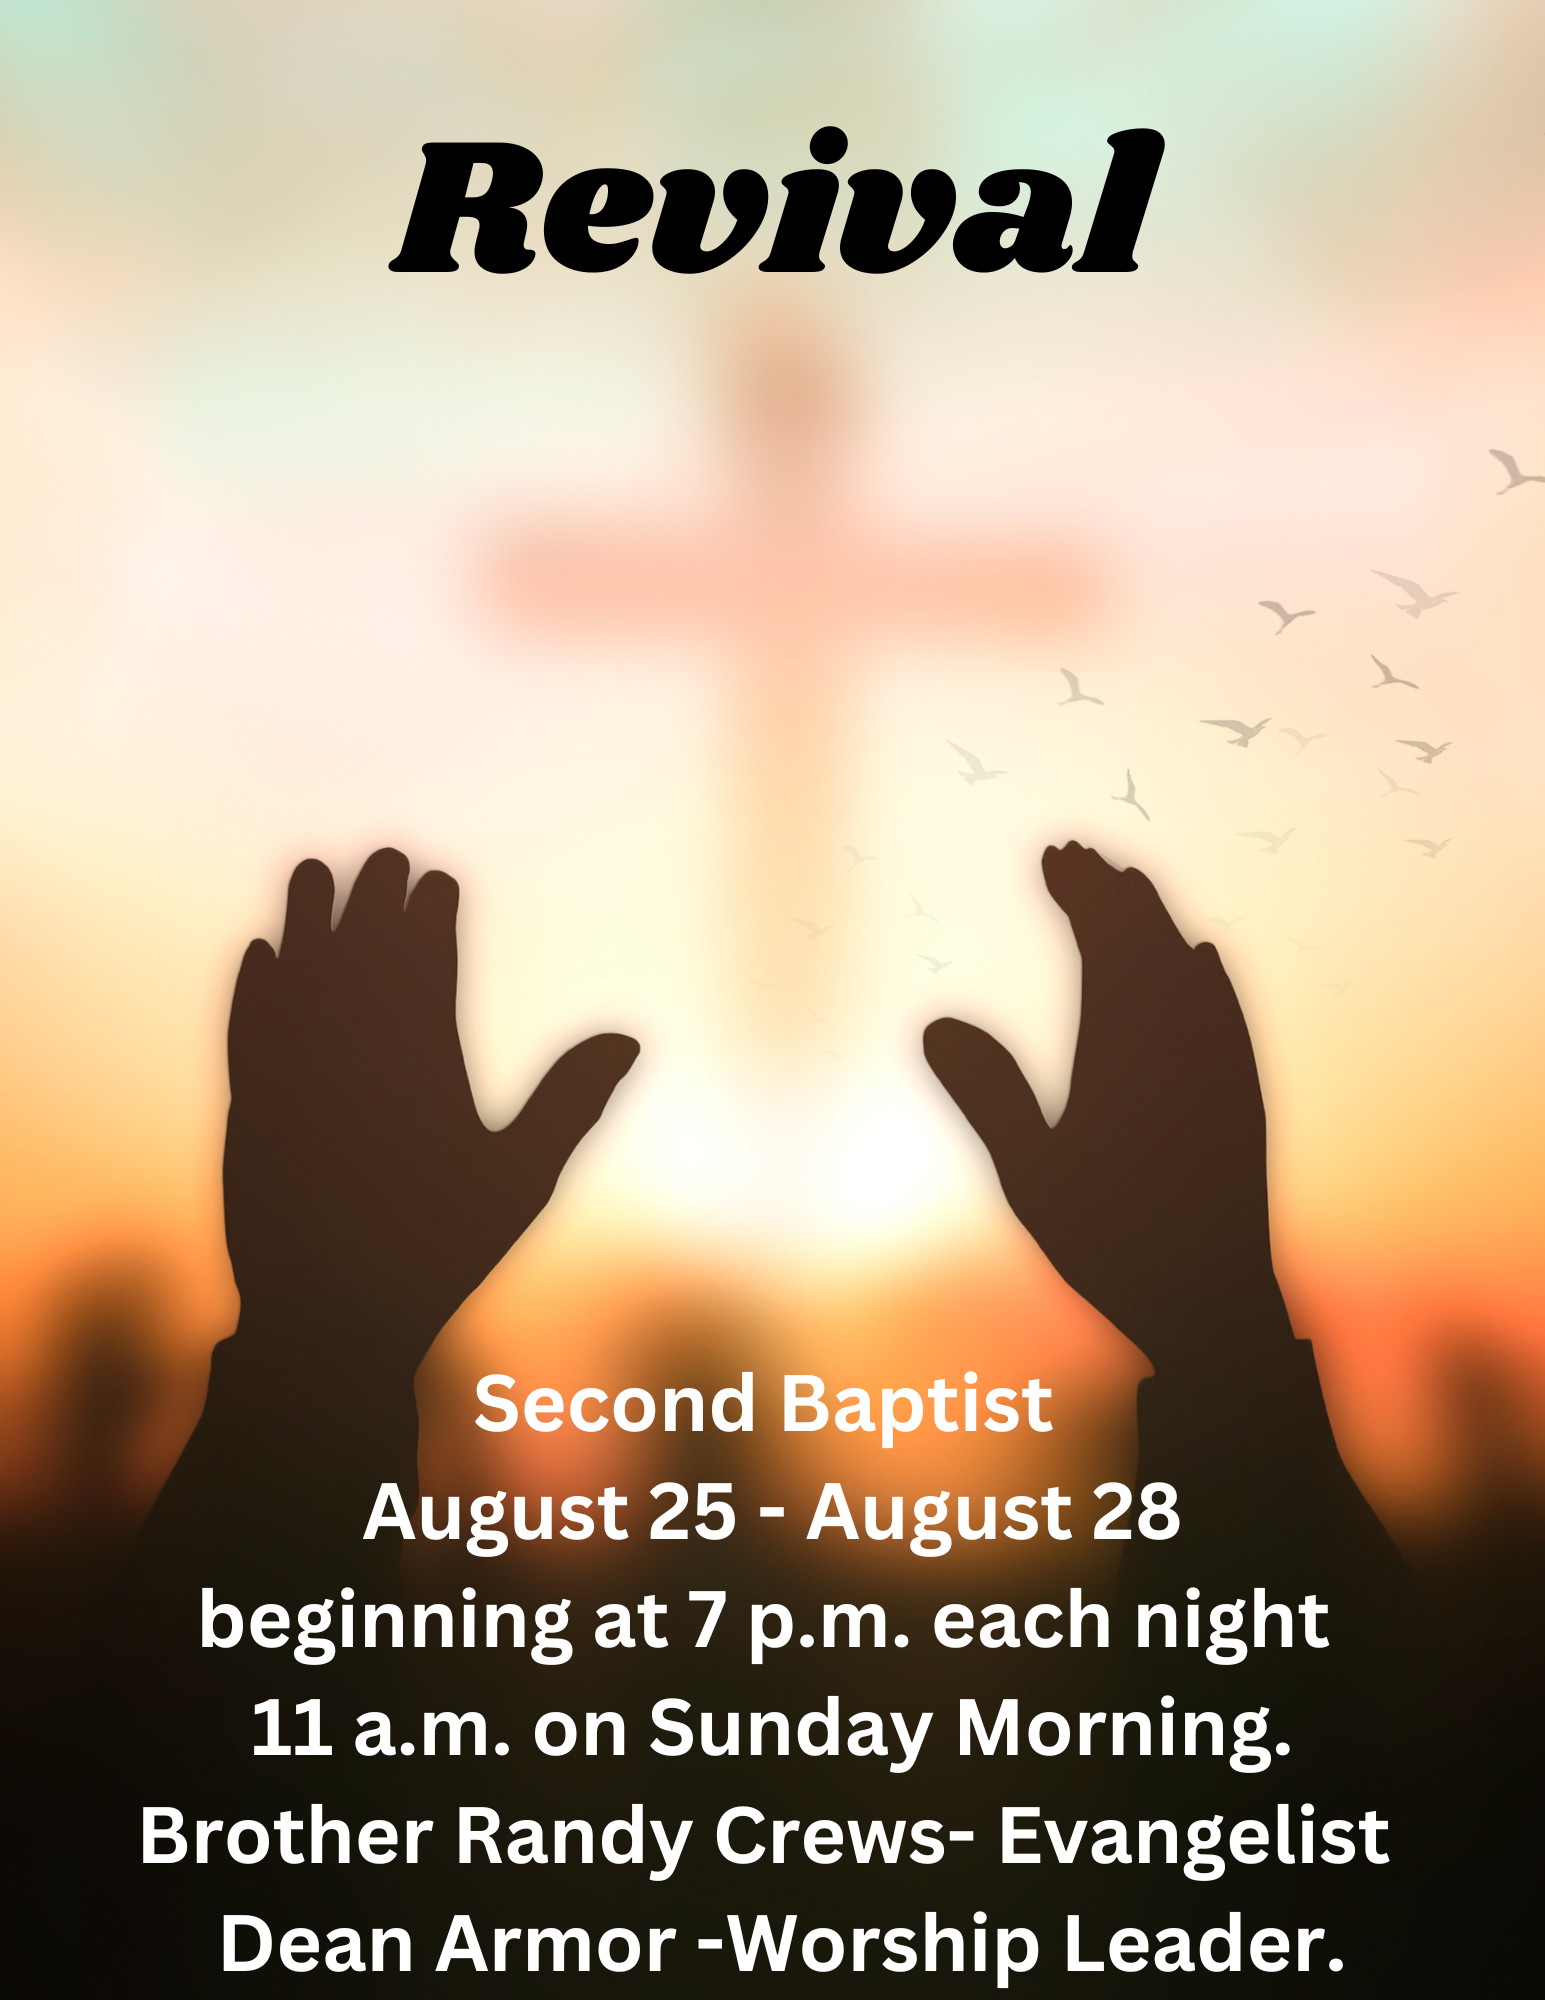 Revival
Second Baptist
August 25 - August 28
beginning at 7 p.m. each night
11 a.m. on Sunday Morning.
Brother Randy Crews- Evangelist
Dean Armor -Worship Leader.